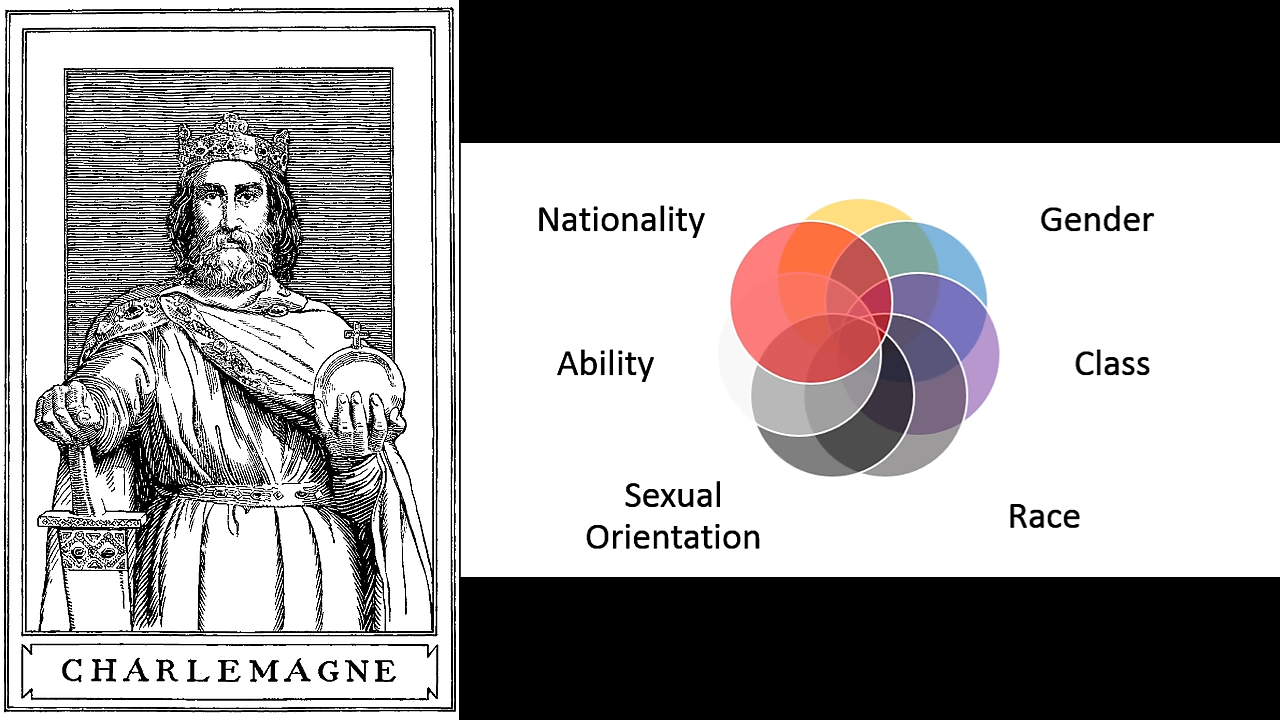 CHARLEMAGNE
Nationality
Gender
Ability
Class
Sexual
Orientation
Race